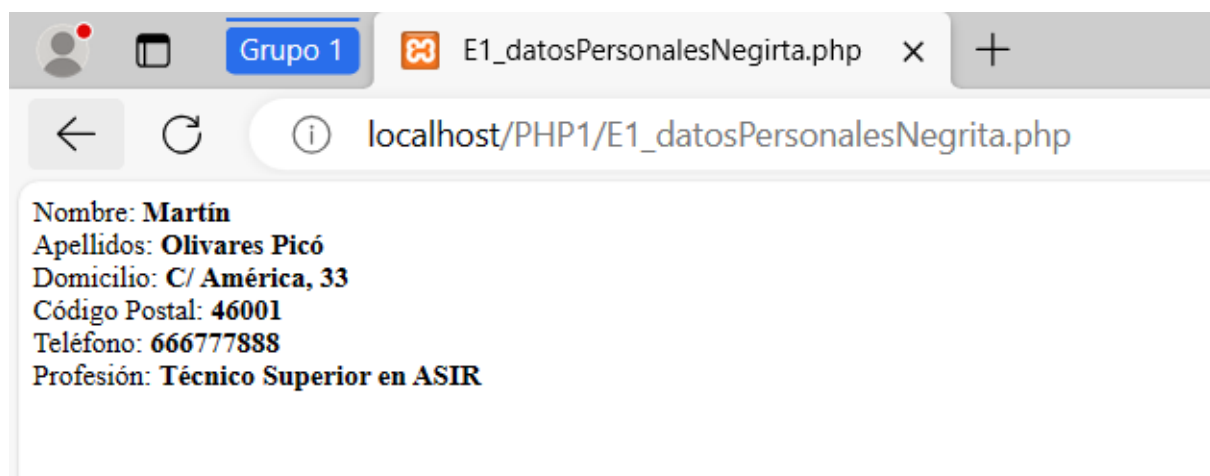 Grupo 1
E1_datosPersonalesNegirta.php
localhost/PHP1/E1_datosPersonalesNegrita.php
Nombre: Martín
Apellidos: Olivares Picó
Domicilio: C/ América, 33
Código Postal: 46001
Teléfono: 666777888
Profesión: Técnico Superior en ASIR